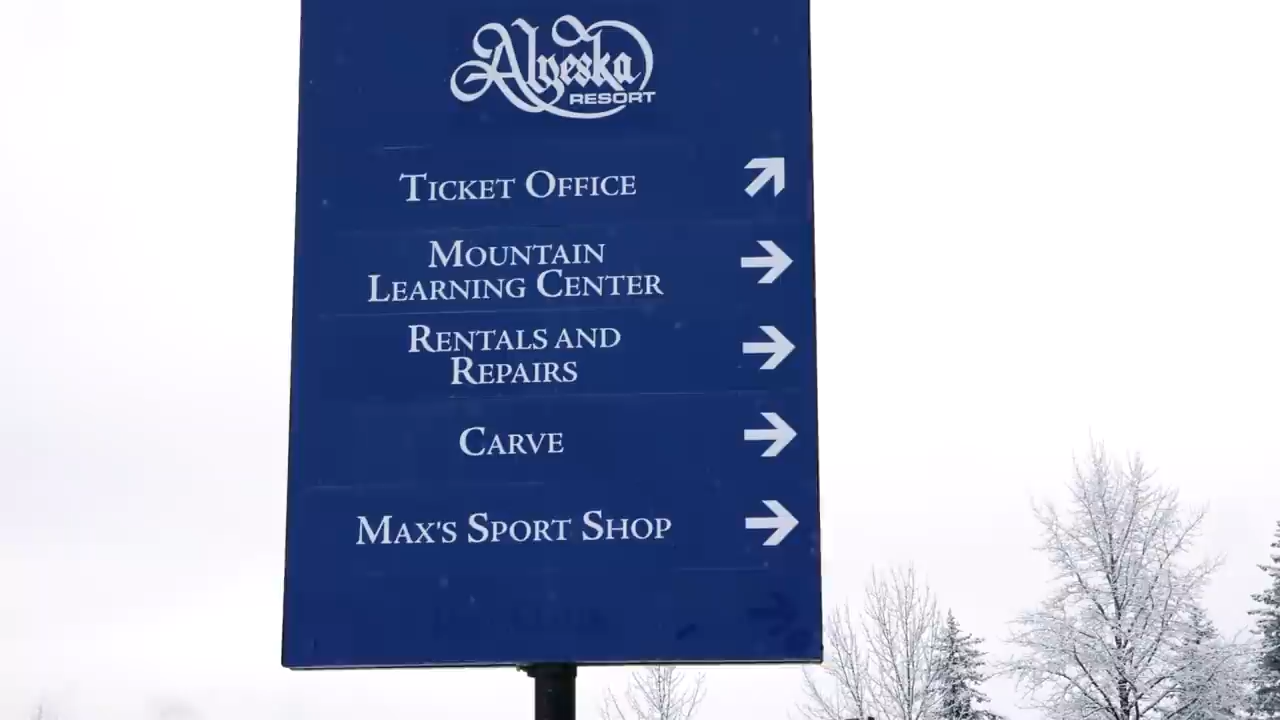 Alyeska
RESORT
TICKET OFFICE
MOUNTAIN
LEARNING CENTER
RENTALS AND
REPAIRS
CARVE
MAX'S SPORT SHOP